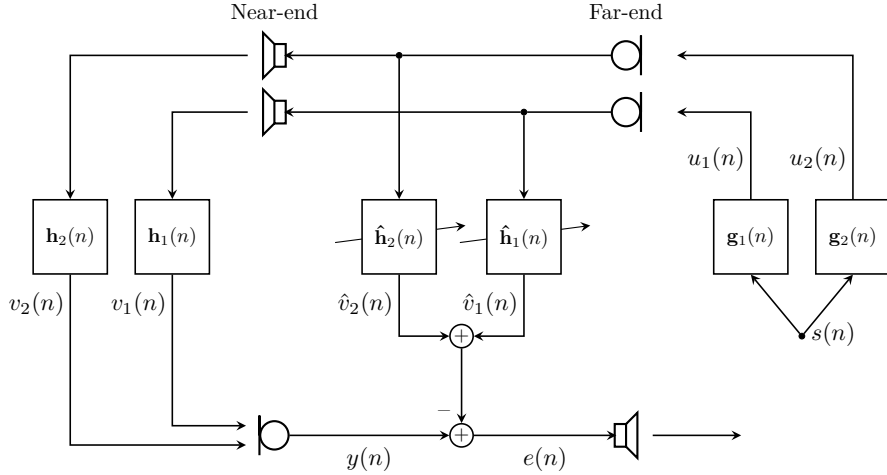 Near-end Far-end
u₁(n) u₂(n)
h₂(n) h₁(n) ĥ₂(n) ĥ₁(n) g₁(n) g₂(n)
v₂(n) v₁(n) v̂₂(n) v̂₁(n)
+ s(n)
−
+
y(n) e(n)